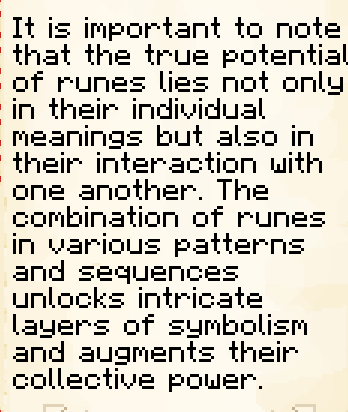 It is important to note
that the true potential
of runes lies not only
in their individual
meanings but also in
their interaction with
one another. The
combination of runes
in various patterns
and sequences
unlocks intricate
layers of symbolism
and augments their
collective power.